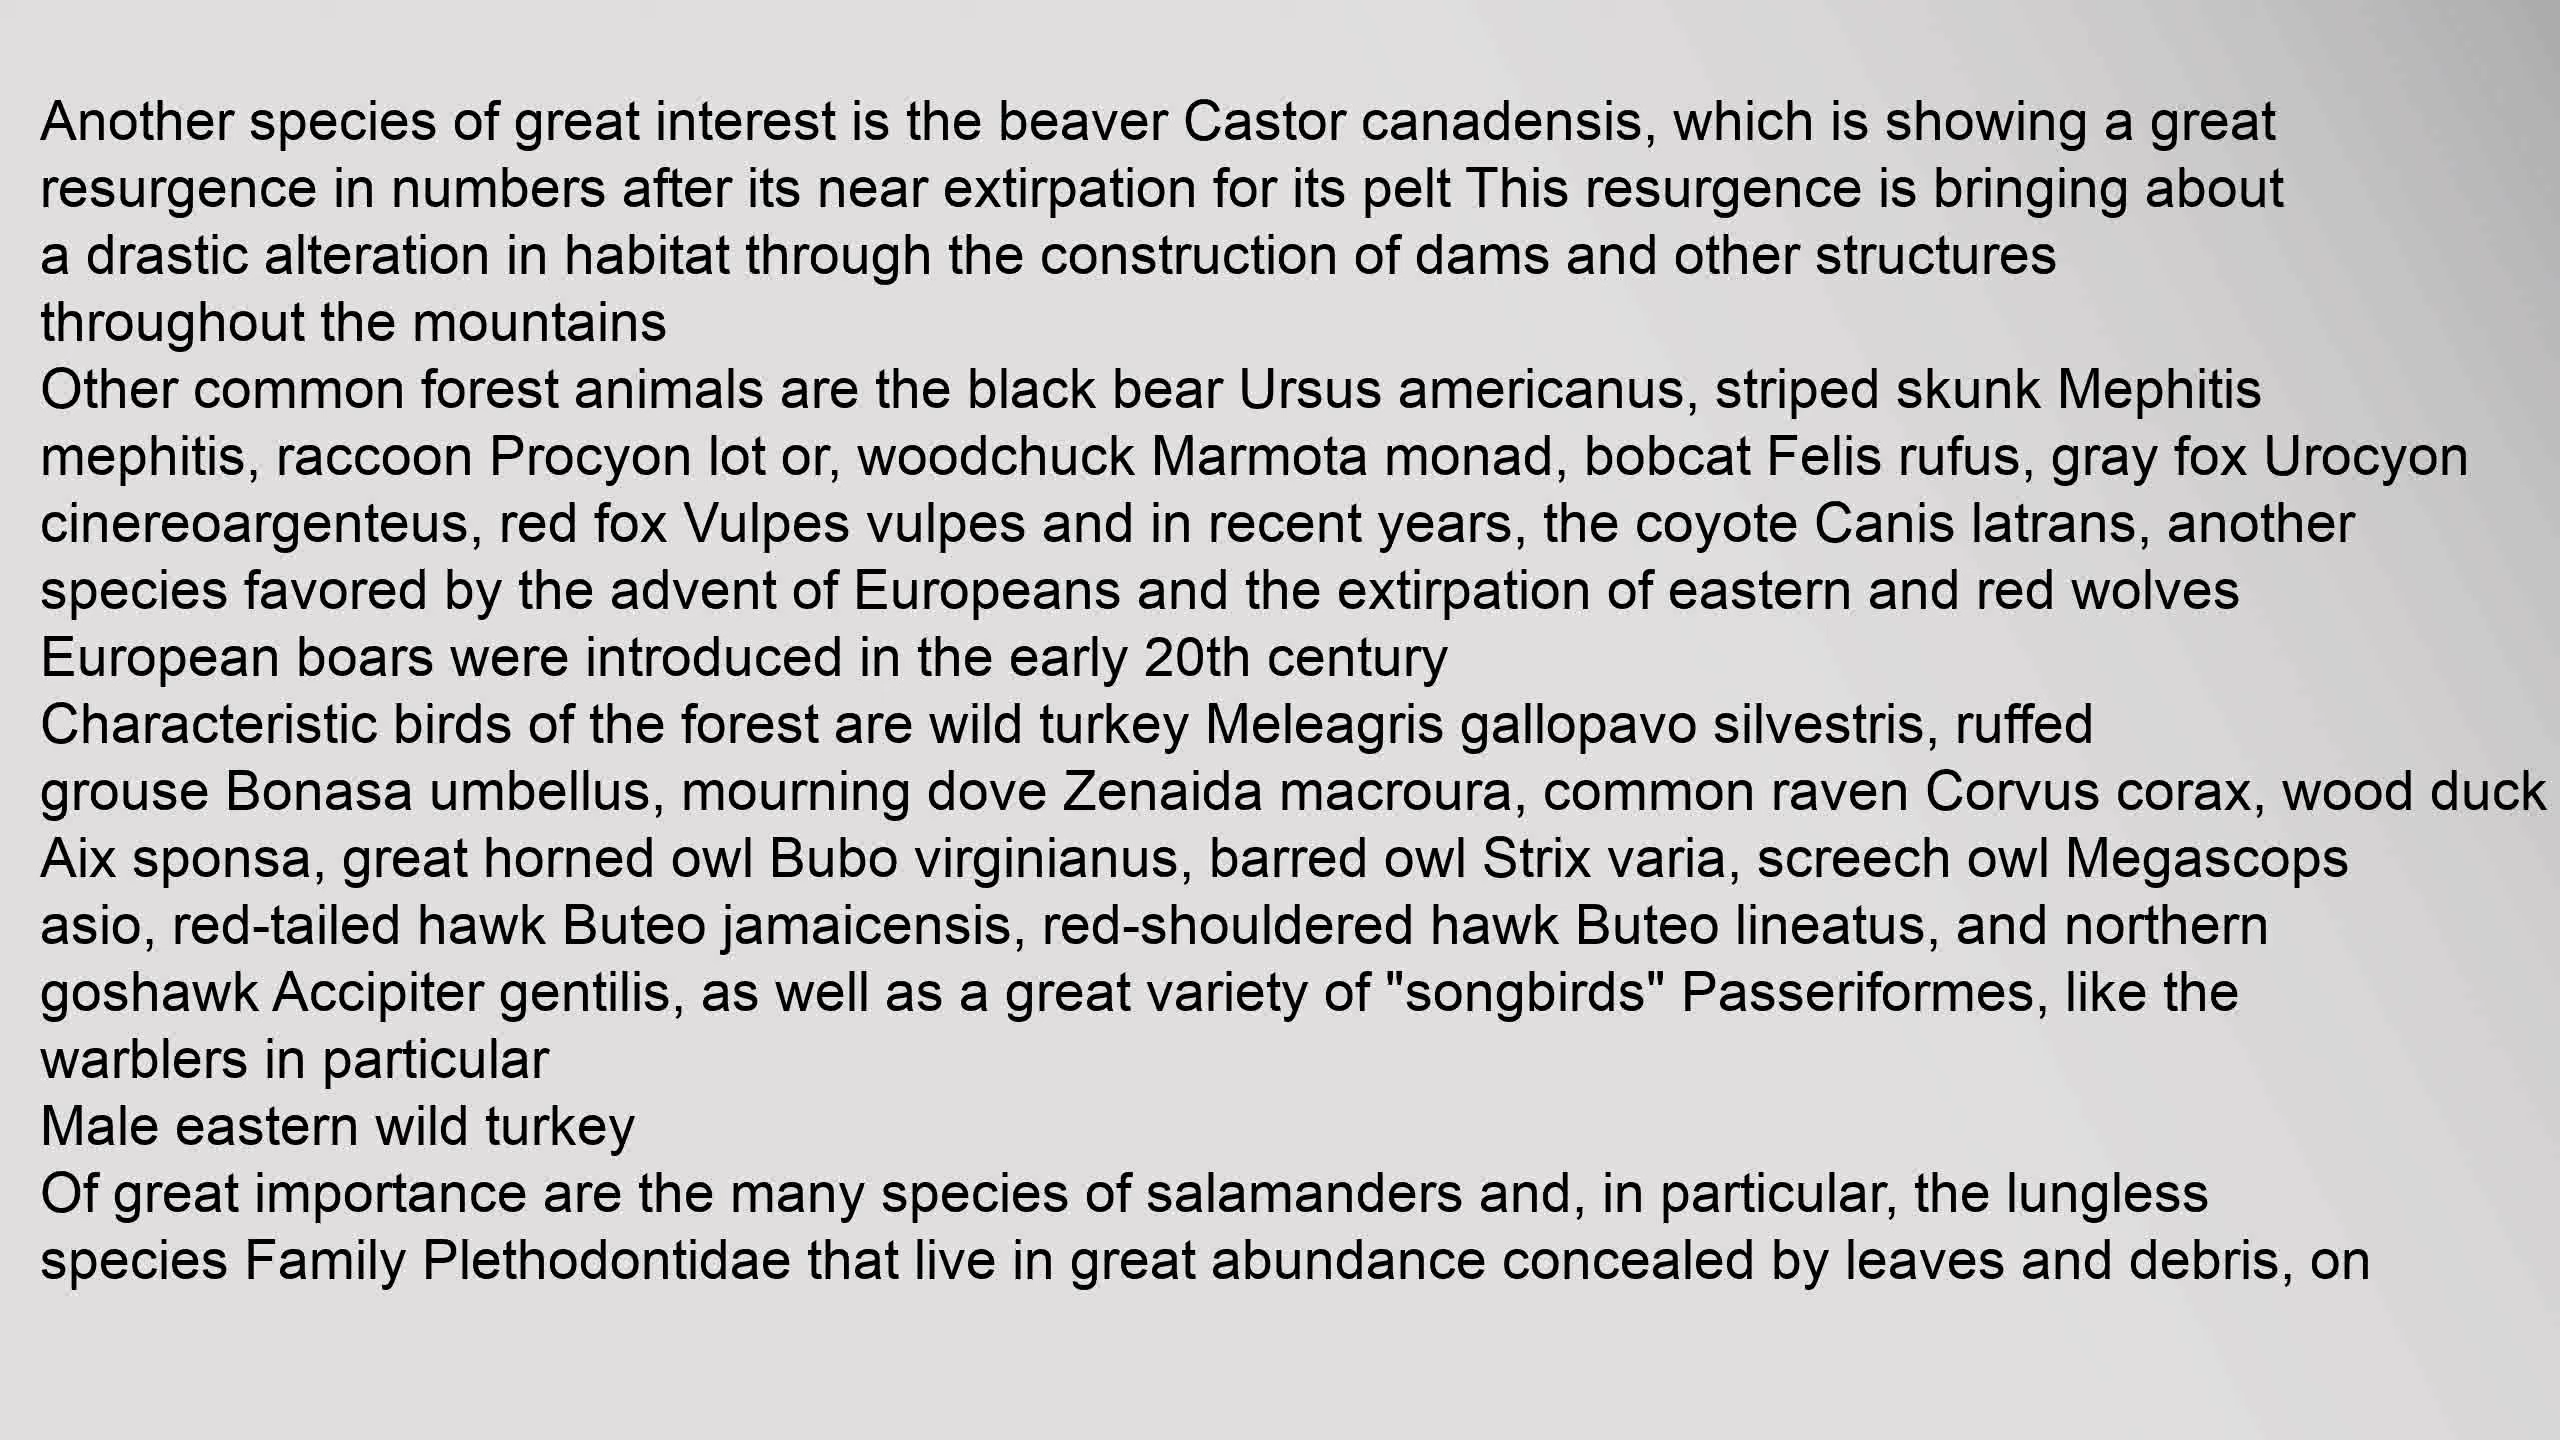 Another species of great interest is the beaver Castor canadensis, which is showing a great
resurgence in numbers after its near extirpation for its pelt This resurgence is bringing about
a drastic alteration in habitat through the construction of dams and other structures
throughout the mountains
Other common forest animals are the black bear Ursus americanus, striped skunk Mephitis
mephitis, raccoon Procyon lot or, woodchuck Marmota monad, bobcat Felis rufus, gray fox Urocyon
cinereoargenteus, red fox Vulpes vulpes and in recent years, the coyote Canis latrans, another
species favored by the advent of Europeans and the extirpation of eastern and red wolves
European boars were introduced in the early 20th century
Characteristic birds of the forest are wild turkey Meleagris gallopavo silvestris, ruffed
grouse Bonasa umbellus, mourning dove Zenaida macroura, common raven Corvus corax, wood duck
Aix sponsa, great horned owl Bubo virginianus, barred owl Strix varia, screech owl Megascops
asio, red-tailed hawk Buteo jamaicensis, red-shouldered hawk Buteo lineatus, and northern
goshawk Accipiter gentilis, as well as a great variety of "songbirds" Passeriformes, like the
warblers in particular
Male eastern wild turkey
Of great importance are the many species of salamanders and, in particular, the lungless
species Family Plethodontidae that live in great abundance concealed by leaves and debris, on